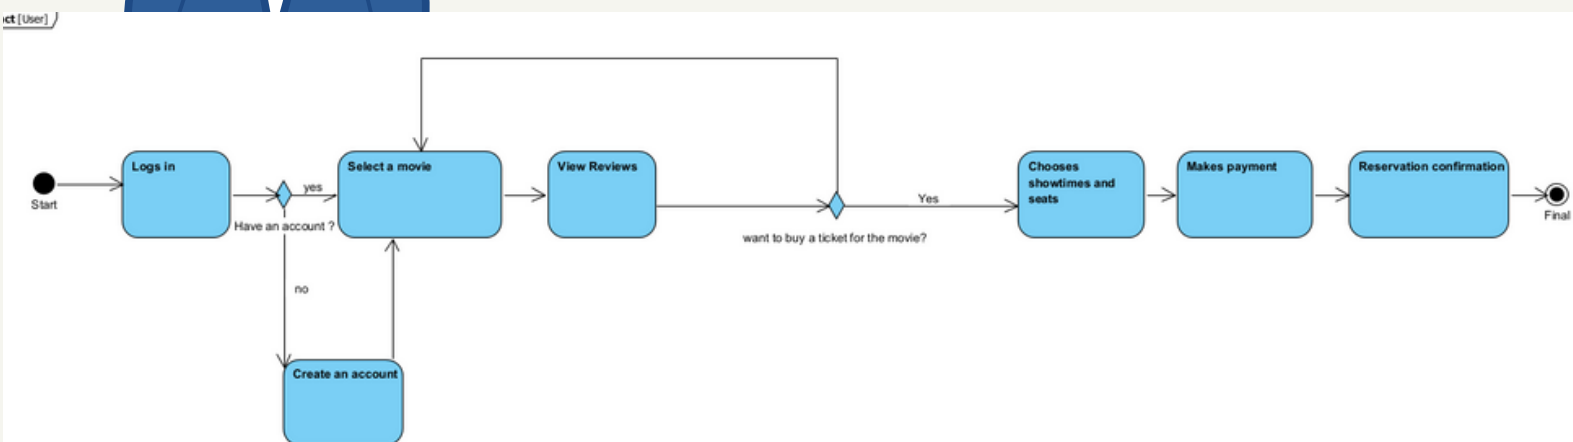 ct [User]
Logs in
Select a movie
View Reviews
Chooses
showtimes and
seats
Makes payment
Reservation confirmation
yes
Yes
Start
Final
Have an account ?
want to buy a ticket for the movie?
no
Create an account